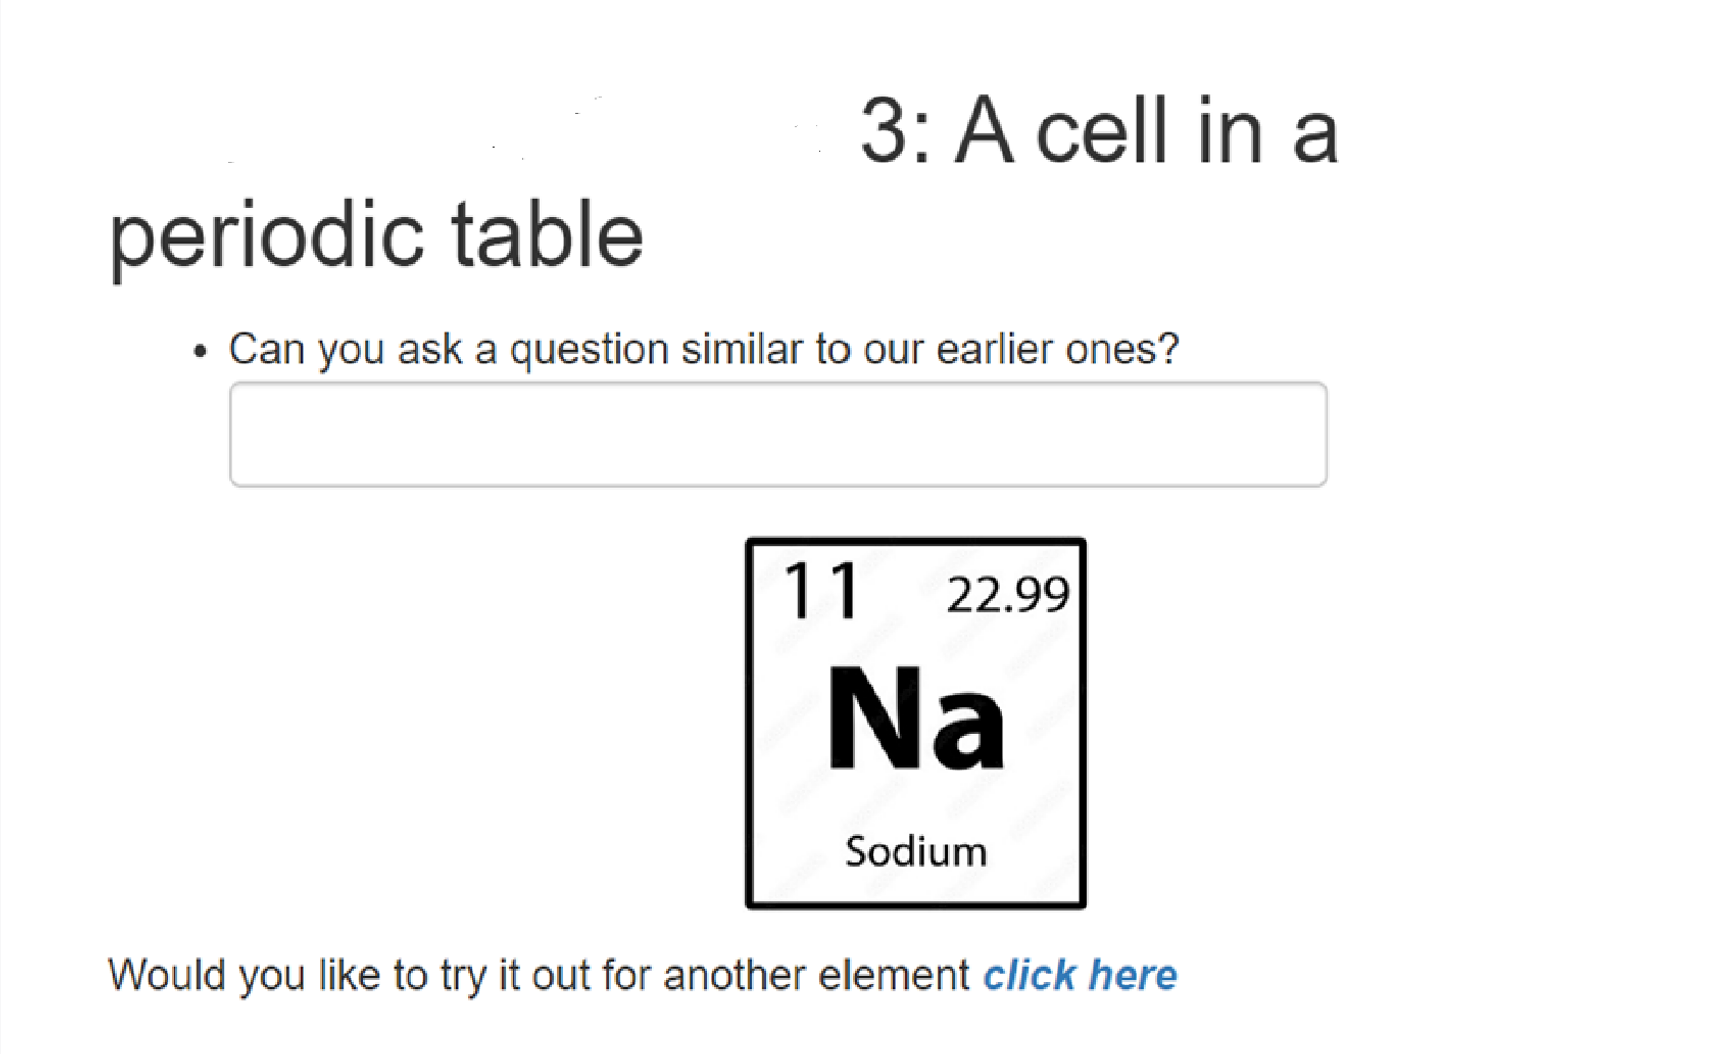 3: A cell in a
periodic table
• Can you ask a question similar to our earlier ones?
11 22.99
Na
Sodium
Would you like to try it out for another element click here